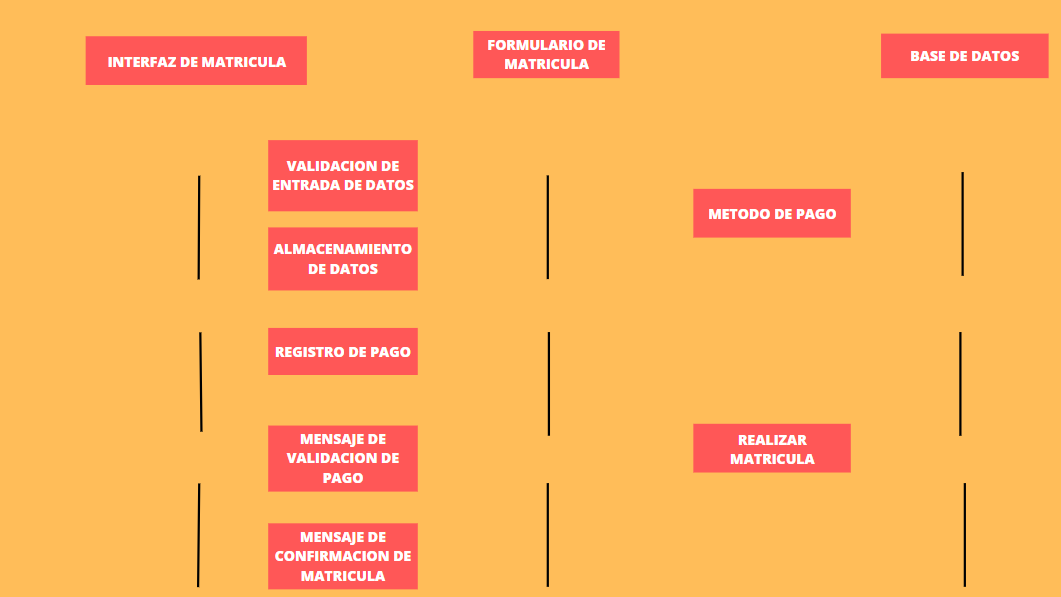 INTERFAZ DE MATRICULA
FORMULARIO DE
MATRICULA
BASE DE DATOS
VALIDACION DE
ENTRADA DE DATOS
METODO DE PAGO
ALMACENAMIENTO
DE DATOS
REGISTRO DE PAGO
MENSAJE DE
VALIDACION DE
PAGO
REALIZAR
MATRICULA
MENSAJE DE
CONFIRMACION DE
MATRICULA